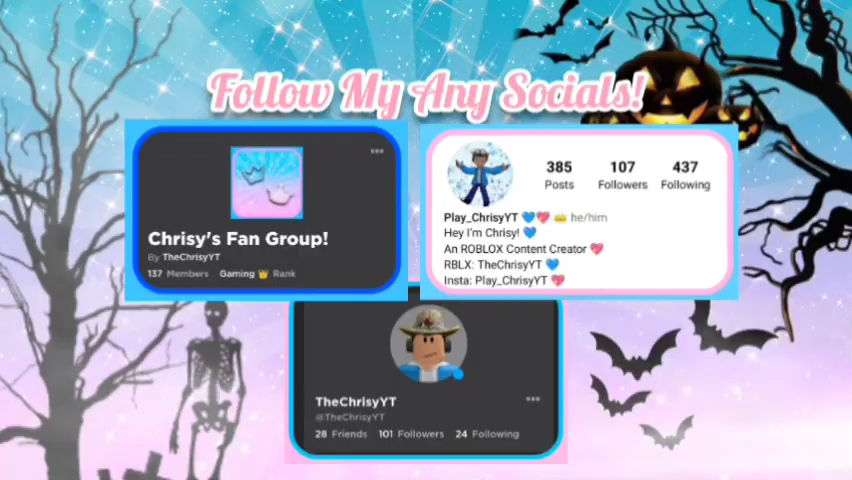 Follow My Any Socials!
Chrisy's Fan Group!
By TheChrisyYT
137 Members Gaming 👑 Rank
385 107 437
Posts Followers Following
Play_ChrisyYT 💙💖 👑 he/him
Hey I'm Chrisy! 💙
An ROBLOX Content Creator 💖
RBLX: TheChrisyYT 💙
Insta: Play_ChrisyYT 💖
TheChrisyYT
@TheChrisyYT
28 Friends 101 Followers 24 Following